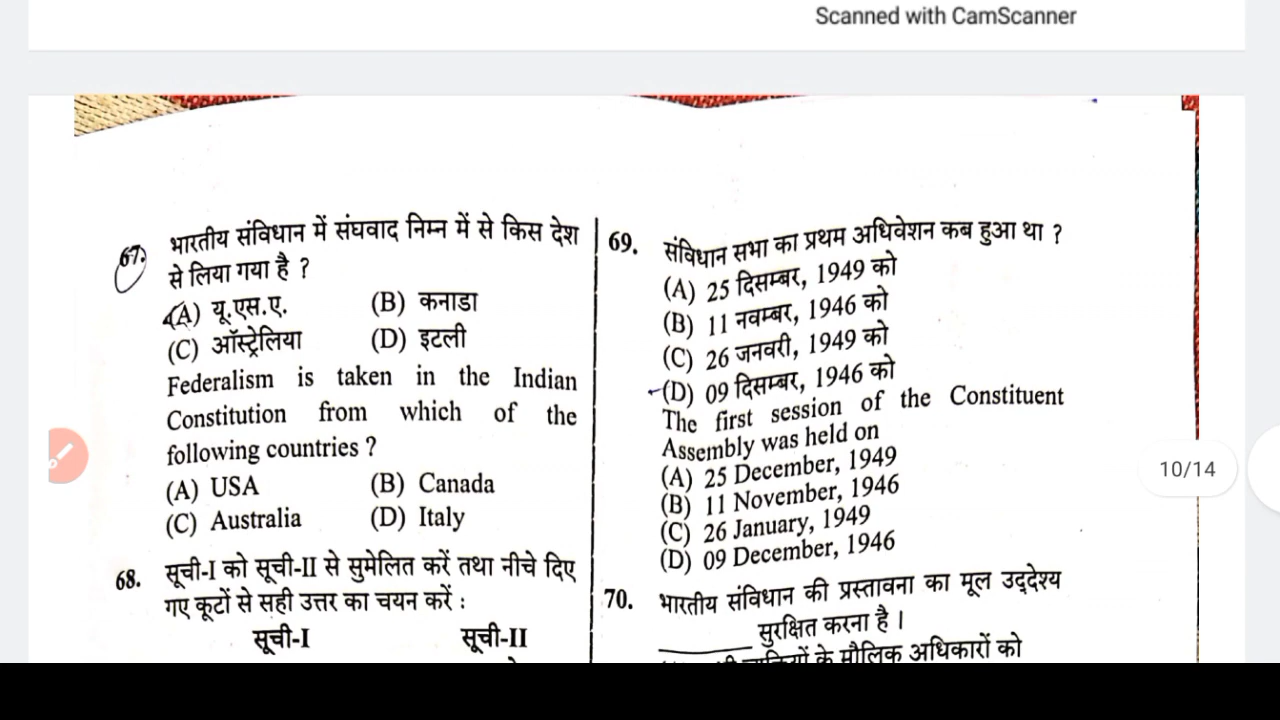 Scanned with CamScanner
67. भारतीय संविधान में संघवाद निम्न में से किस देश
से लिया गया है ?
(A) यू.एस.ए. (B) कनाडा
(C) ऑस्ट्रेलिया (D) इटली
Federalism is taken in the Indian
Constitution from which of the
following countries ?
(A) USA (B) Canada
(C) Australia (D) Italy
68. सूची-I को सूची-II से सुमेलित करें तथा नीचे दिए
गए कूटों से सही उत्तर का चयन करें :
सूची-I सूची-II
69. संविधान सभा का प्रथम अधिवेशन कब हुआ था ?
(A) 25 दिसम्बर, 1949 को
(B) 11 नवम्बर, 1946 को
(C) 26 जनवरी, 1949 को
(D) 09 दिसम्बर, 1946 को
The first session of the Constituent
Assembly was held on
(A) 25 December, 1949
(B) 11 November, 1946
(C) 26 January, 1949
(D) 09 December, 1946
70. भारतीय संविधान की प्रस्तावना का मूल उद्देश्य
सुरक्षित करना है ।
के मौलिक अधिकारों को
10/14